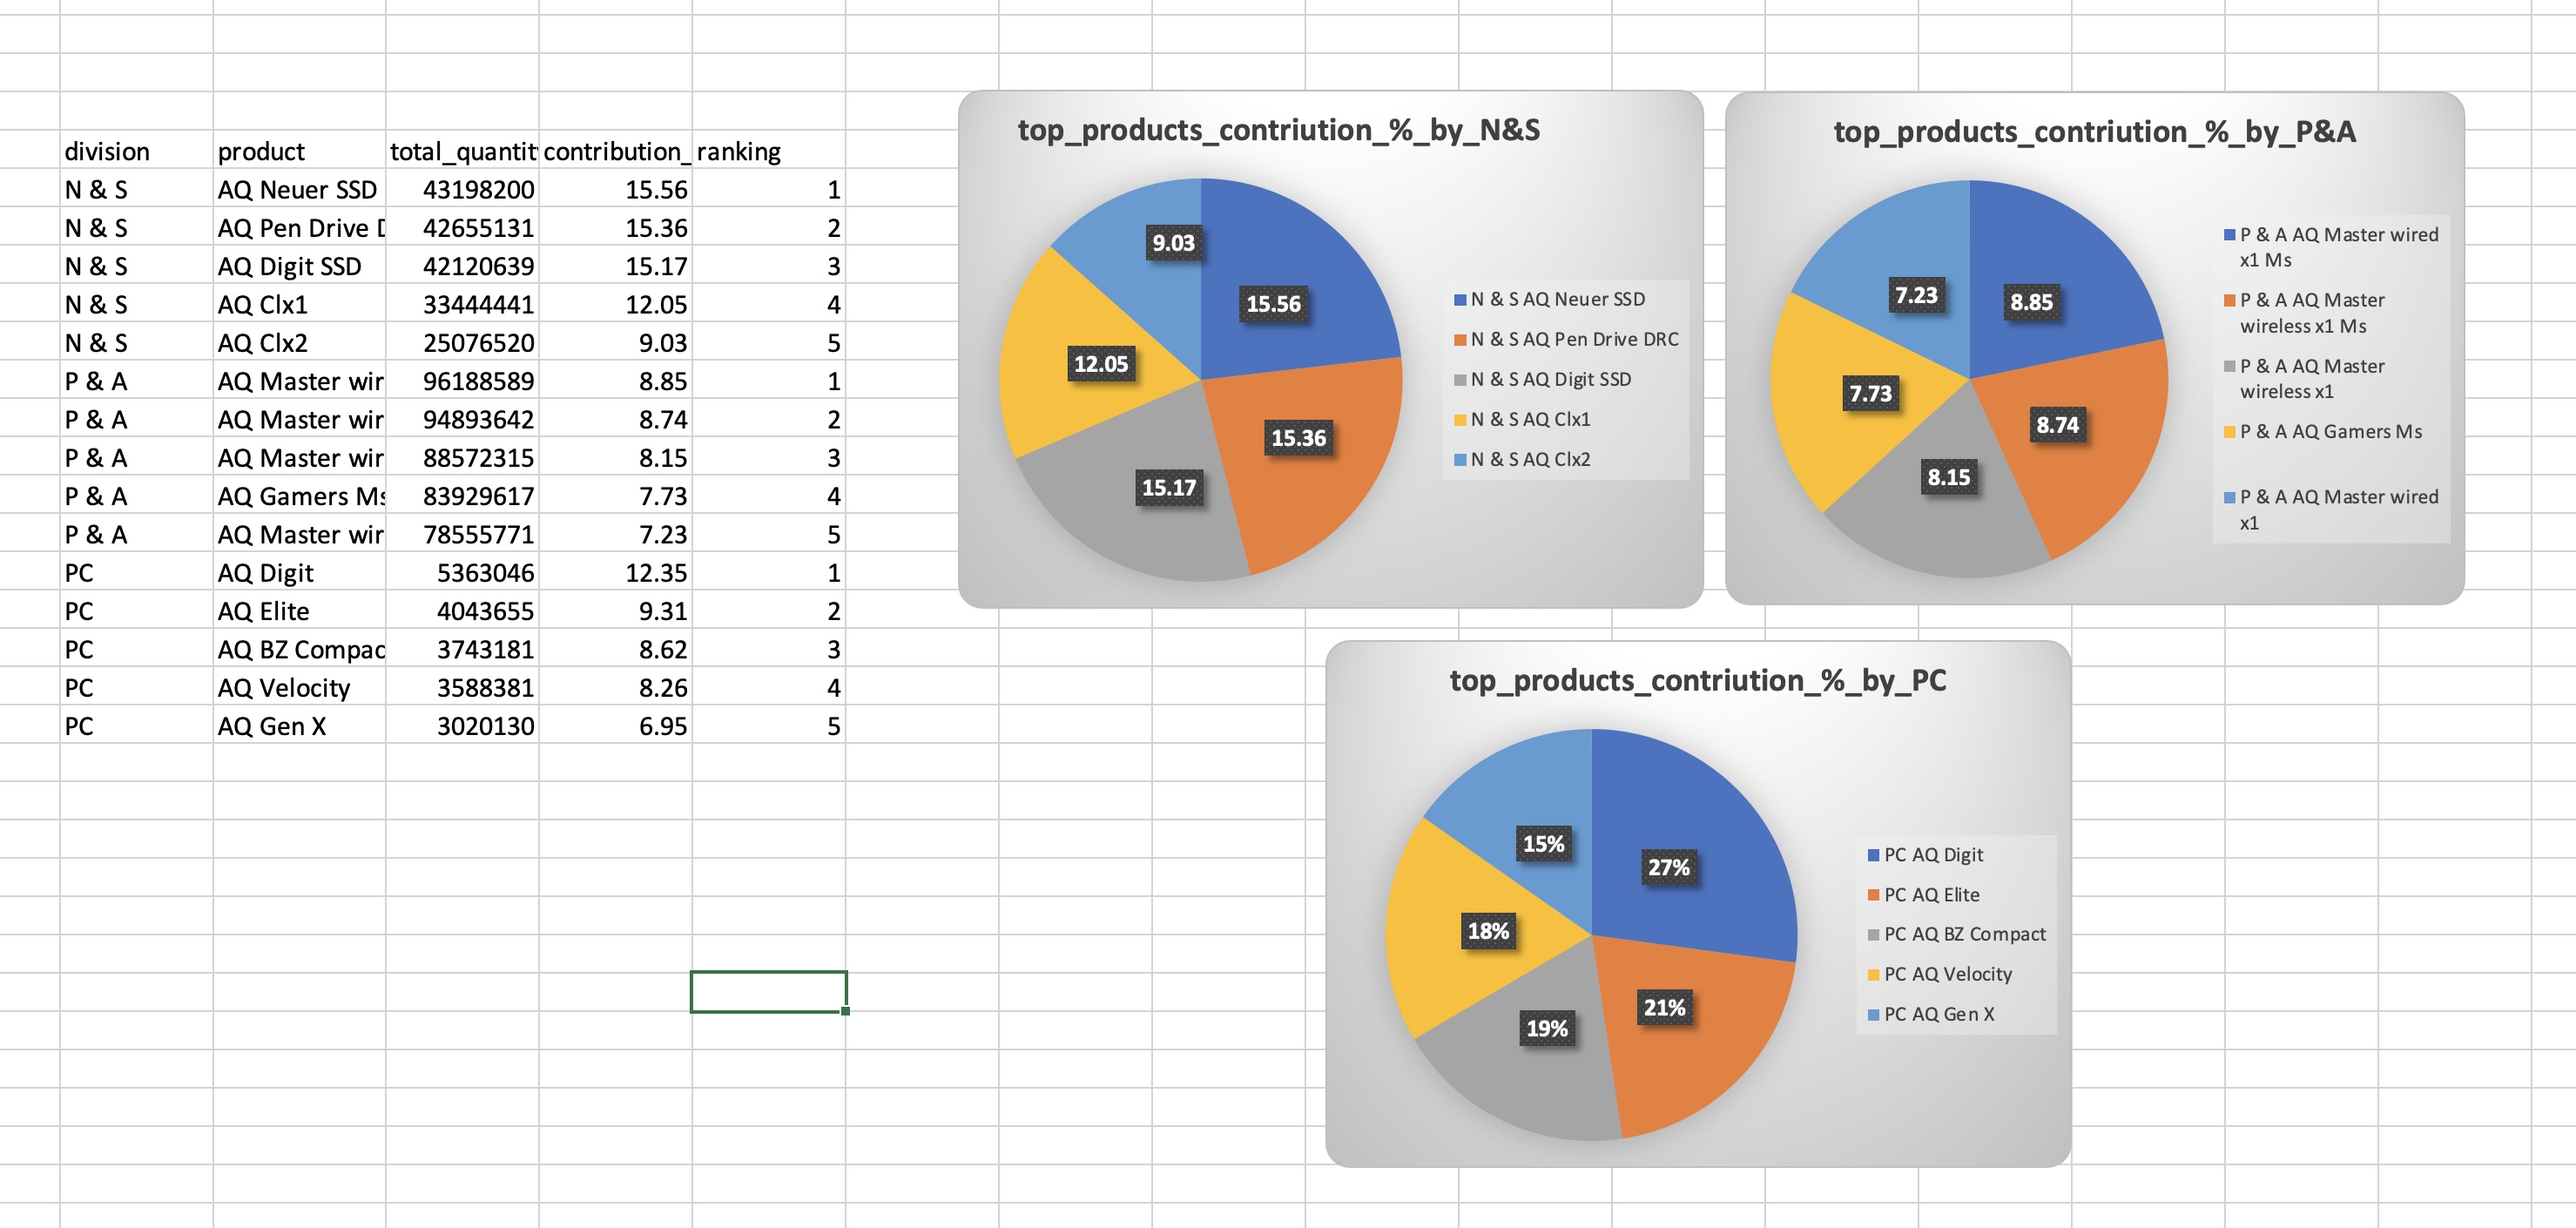 division product total_quantit contribution_ ranking
N & S AQ Neuer SSD 43198200 15.56 1
N & S AQ Pen Drive D 42655131 15.36 2
N & S AQ Digit SSD 42120639 15.17 3
N & S AQ Clx1 33444441 12.05 4
N & S AQ Clx2 25076520 9.03 5
P & A AQ Master wir 96188589 8.85 1
P & A AQ Master wir 94893642 8.74 2
P & A AQ Master wir 88572315 8.15 3
P & A AQ Gamers Ms 83929617 7.73 4
P & A AQ Master wir 78555771 7.23 5
PC AQ Digit 5363046 12.35 1
PC AQ Elite 4043655 9.31 2
PC AQ BZ Compac 3743181 8.62 3
PC AQ Velocity 3588381 8.26 4
PC AQ Gen X 3020130 6.95 5
top_products_contriution_%_by_N&S
9.03
15.56
12.05
15.36
15.17
N & S AQ Neuer SSD
N & S AQ Pen Drive DRC
N & S AQ Digit SSD
N & S AQ Clx1
N & S AQ Clx2
top_products_contriution_%_by_P&A
7.23
8.85
7.73
8.74
8.15
P & A AQ Master wired
x1 Ms
P & A AQ Master
wireless x1 Ms
P & A AQ Master
wireless x1
P & A AQ Gamers Ms
P & A AQ Master wired
x1
top_products_contriution_%_by_PC
15%
27%
18%
21%
19%
PC AQ Digit
PC AQ Elite
PC AQ BZ Compact
PC AQ Velocity
PC AQ Gen X